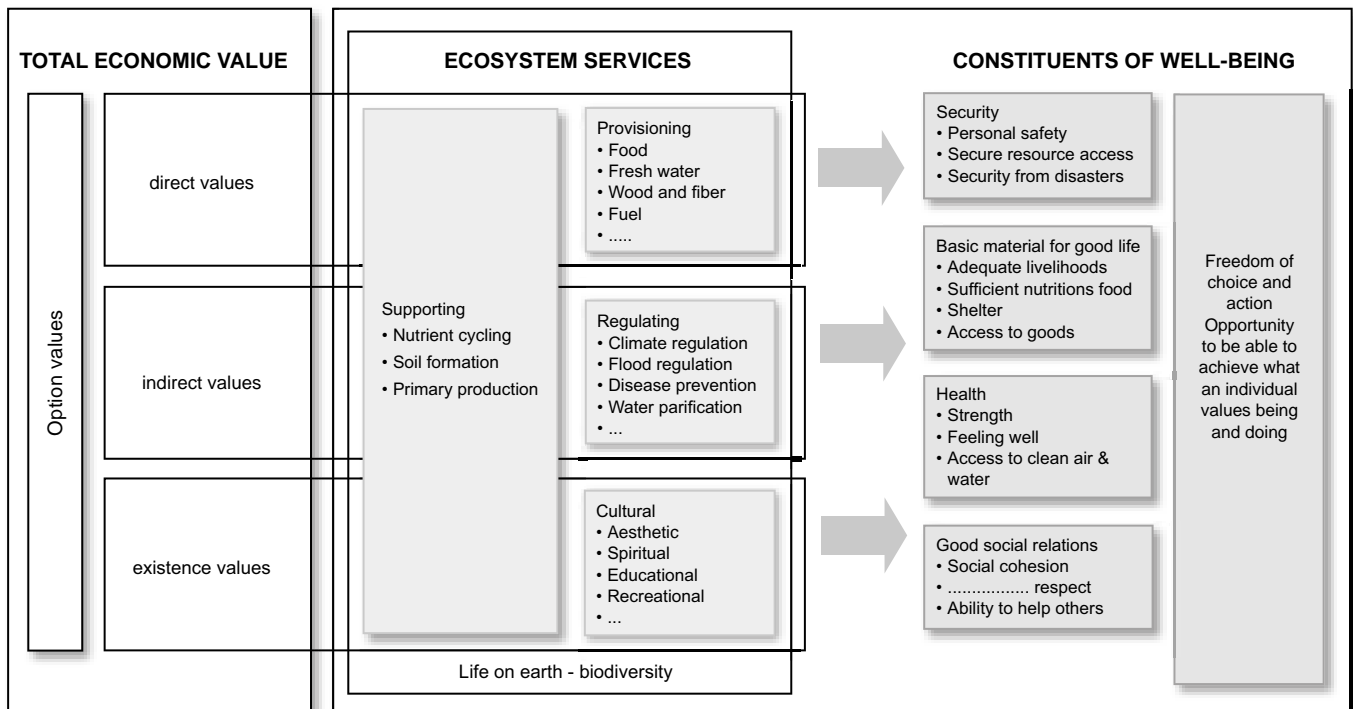 TOTAL ECONOMIC VALUE
Option values
direct values
indirect values
existence values
ECOSYSTEM SERVICES
Supporting
• Nutrient cycling
• Soil formation
• Primary production
Provisioning
• Food
• Fresh water
• Wood and fiber
• Fuel
• .....
Regulating
• Climate regulation
• Flood regulation
• Disease prevention
• Water parification
• ...
Cultural
• Aesthetic
• Spiritual
• Educational
• Recreational
• ...
Life on earth - biodiversity
CONSTITUENTS OF WELL-BEING
Security
• Personal safety
• Secure resource access
• Security from disasters
Basic material for good life
• Adequate livelihoods
• Sufficient nutritions food
• Shelter
• Access to goods
Health
• Strength
• Feeling well
• Access to clean air &
water
Good social relations
• Social cohesion
• ................. respect
• Ability to help others
Freedom of
choice and
action
Opportunity
to be able to
achieve what
an individual
values being
and doing